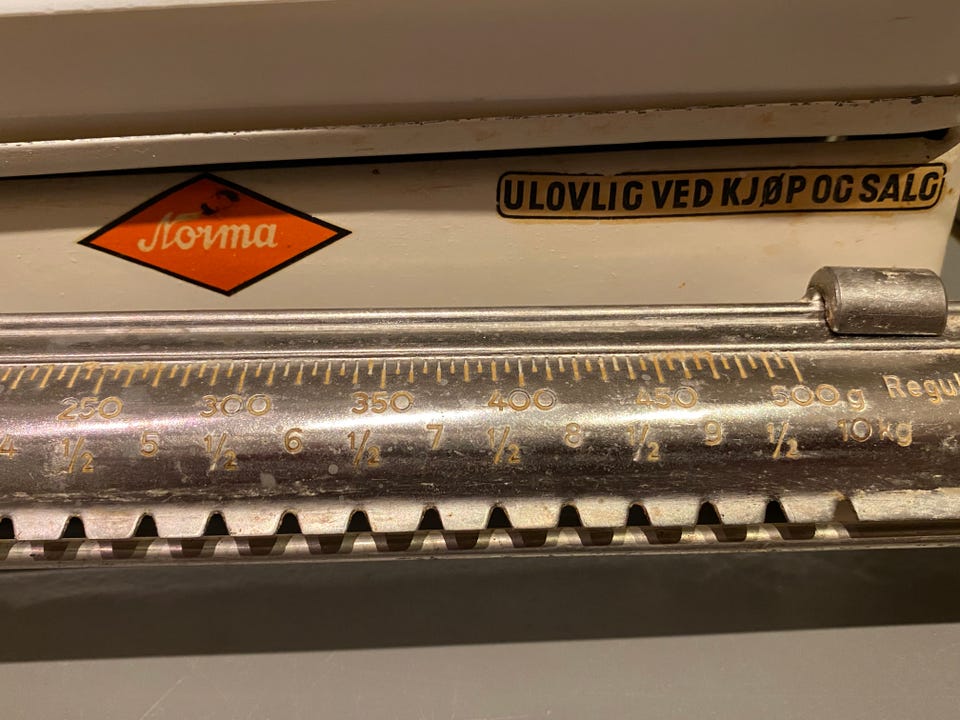 Norma
ULOVLIG VED KJØP OG SALG
250 300 350 400 450 500 g
4 1/2 5 1/2 6 1/2 7 1/2 8 1/2 9 1/2 10 kg